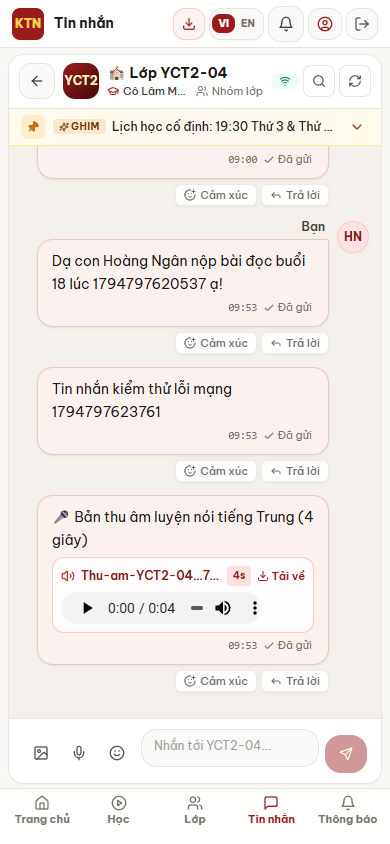 KTN
Tin nhắn
VI EN
YCT2
Lớp YCT2-04
Cô Lâm M... Nhóm lớp
GHIM Lịch học cố định: 19:30 Thứ 3 & Thứ ...
09:00 Đã gửi
Cảm xúc Trả lời
Bạn
HN
Dạ con Hoàng Ngân nộp bài đọc buổi
18 lúc 1794797620537 ạ!
09:53 Đã gửi
Cảm xúc Trả lời
Tin nhắn kiểm thử lỗi mạng
1794797623761
09:53 Đã gửi
Cảm xúc Trả lời
Bản thu âm luyện nói tiếng Trung (4
giây)
Thu-am-YCT2-04...7... 4s Tải về
0:00 / 0:04
09:53 Đã gửi
Cảm xúc Trả lời
Nhắn tới YCT2-04...
Trang chủ Học Lớp Tin nhắn Thông báo